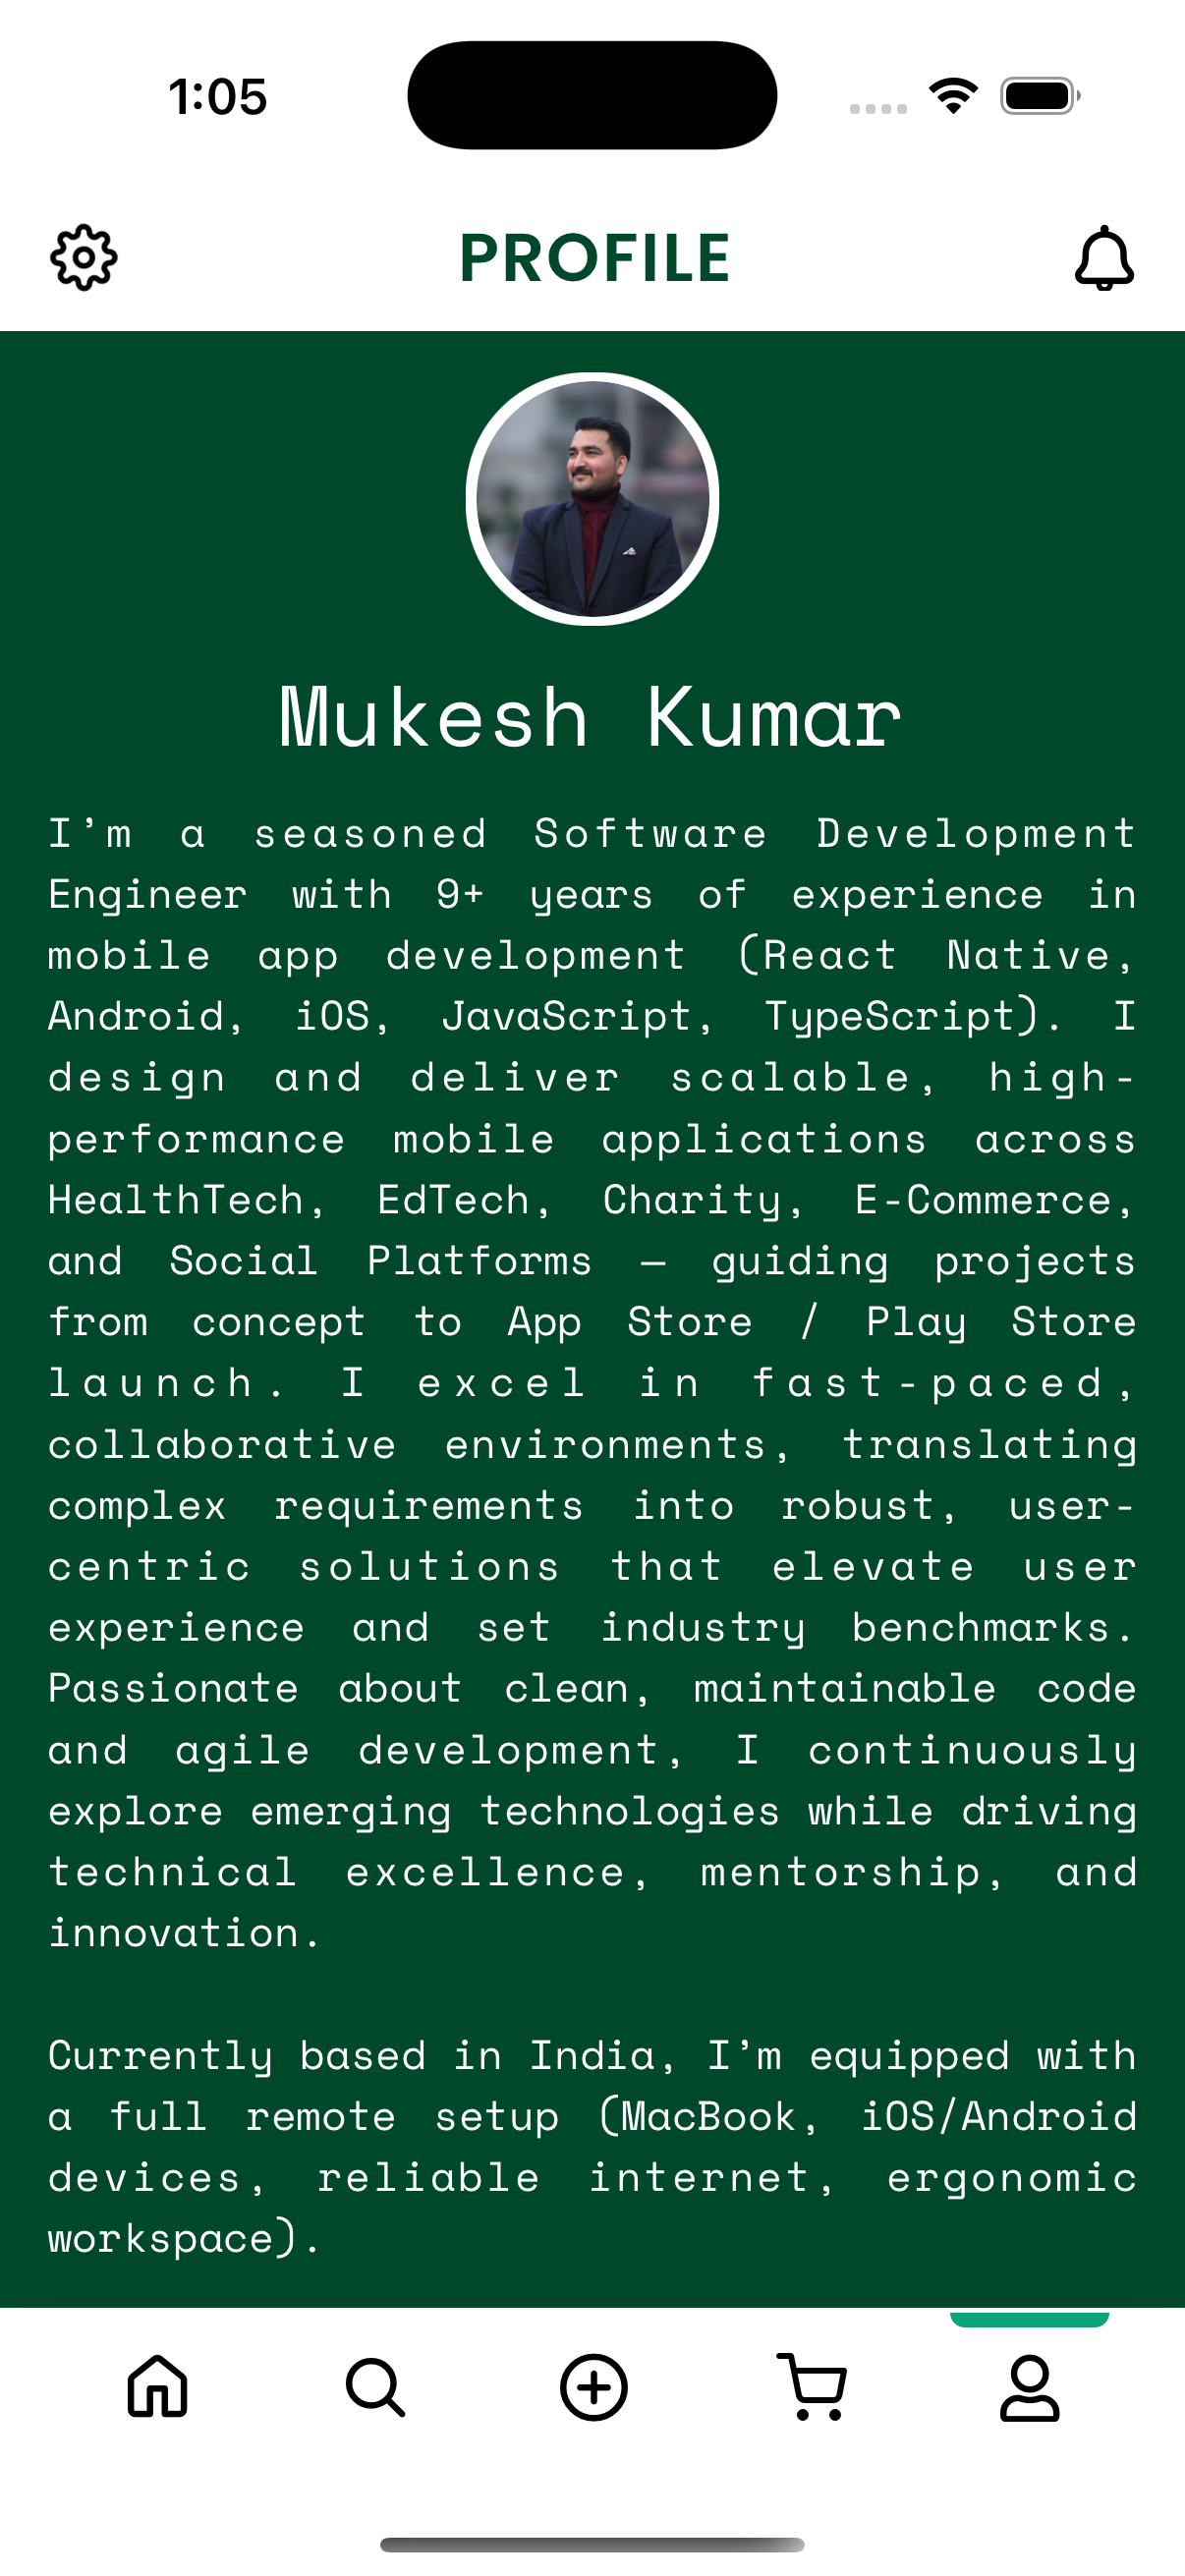 1:05
PROFILE
Mukesh Kumar
I’m a seasoned Software Development
Engineer with 9+ years of experience in
mobile app development (React Native,
Android, iOS, JavaScript, TypeScript). I
design and deliver scalable, high-
performance mobile applications across
HealthTech, EdTech, Charity, E-Commerce,
and Social Platforms — guiding projects
from concept to App Store / Play Store
launch. I excel in fast-paced,
collaborative environments, translating
complex requirements into robust, user-
centric solutions that elevate user
experience and set industry benchmarks.
Passionate about clean, maintainable code
and agile development, I continuously
explore emerging technologies while driving
technical excellence, mentorship, and
innovation.
Currently based in India, I’m equipped with
a full remote setup (MacBook, iOS/Android
devices, reliable internet, ergonomic
workspace).